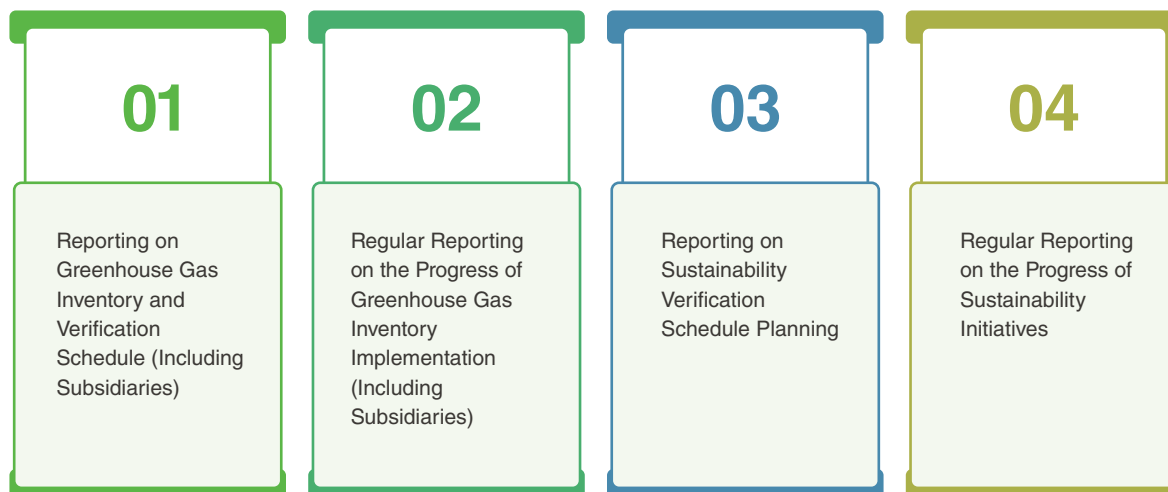 01
Reporting on
Greenhouse Gas
Inventory and
Verification
Schedule (Including
Subsidiaries)
02
Regular Reporting
on the Progress of
Greenhouse Gas
Inventory
Implementation
(Including
Subsidiaries)
03
Reporting on
Sustainability
Verification
Schedule Planning
04
Regular Reporting
on the Progress of
Sustainability
Initiatives